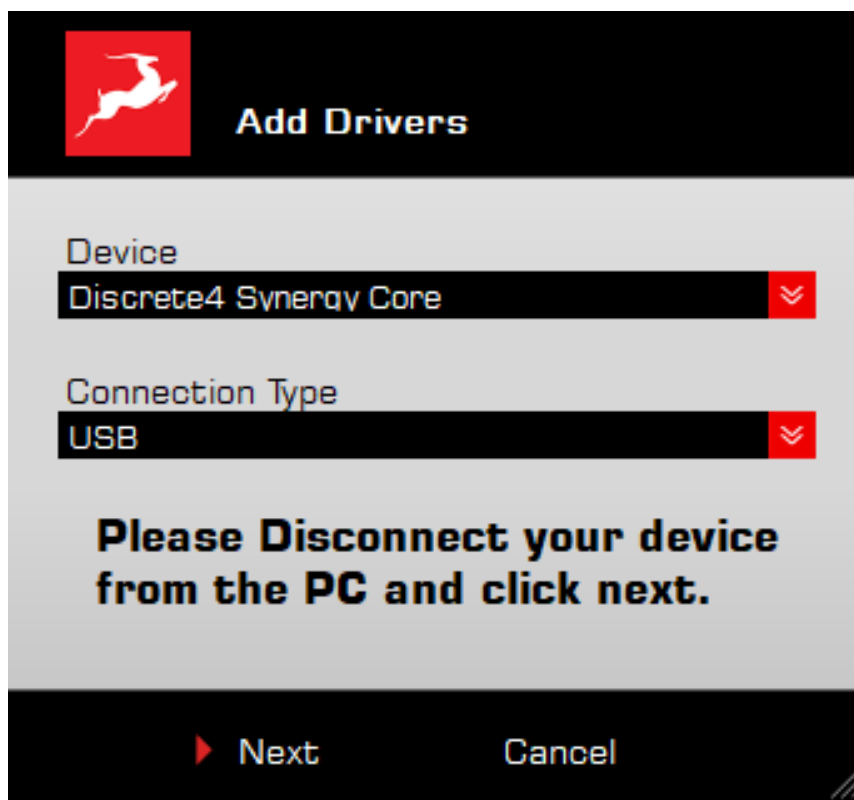 Add Drivers
Device
Discrete4 Synergy Core
Connection Type
USB
Please Disconnect your device
from the PC and click next.
Next Cancel